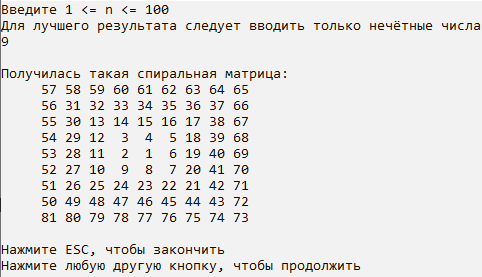 Введите 1 <= n <= 100
Для лучшего результата следует вводить только нечётные числа
9
Получилась такая спиральная матрица:
57 58 59 60 61 62 63 64 65
56 31 32 33 34 35 36 37 66
55 30 13 14 15 16 17 38 67
54 29 12 3 4 5 18 39 68
53 28 11 2 1 6 19 40 69
52 27 10 9 8 7 20 41 70
51 26 25 24 23 22 21 42 71
50 49 48 47 46 45 44 43 72
81 80 79 78 77 76 75 74 73
Нажмите ESC, чтобы закончить
Нажмите любую другую кнопку, чтобы продолжить